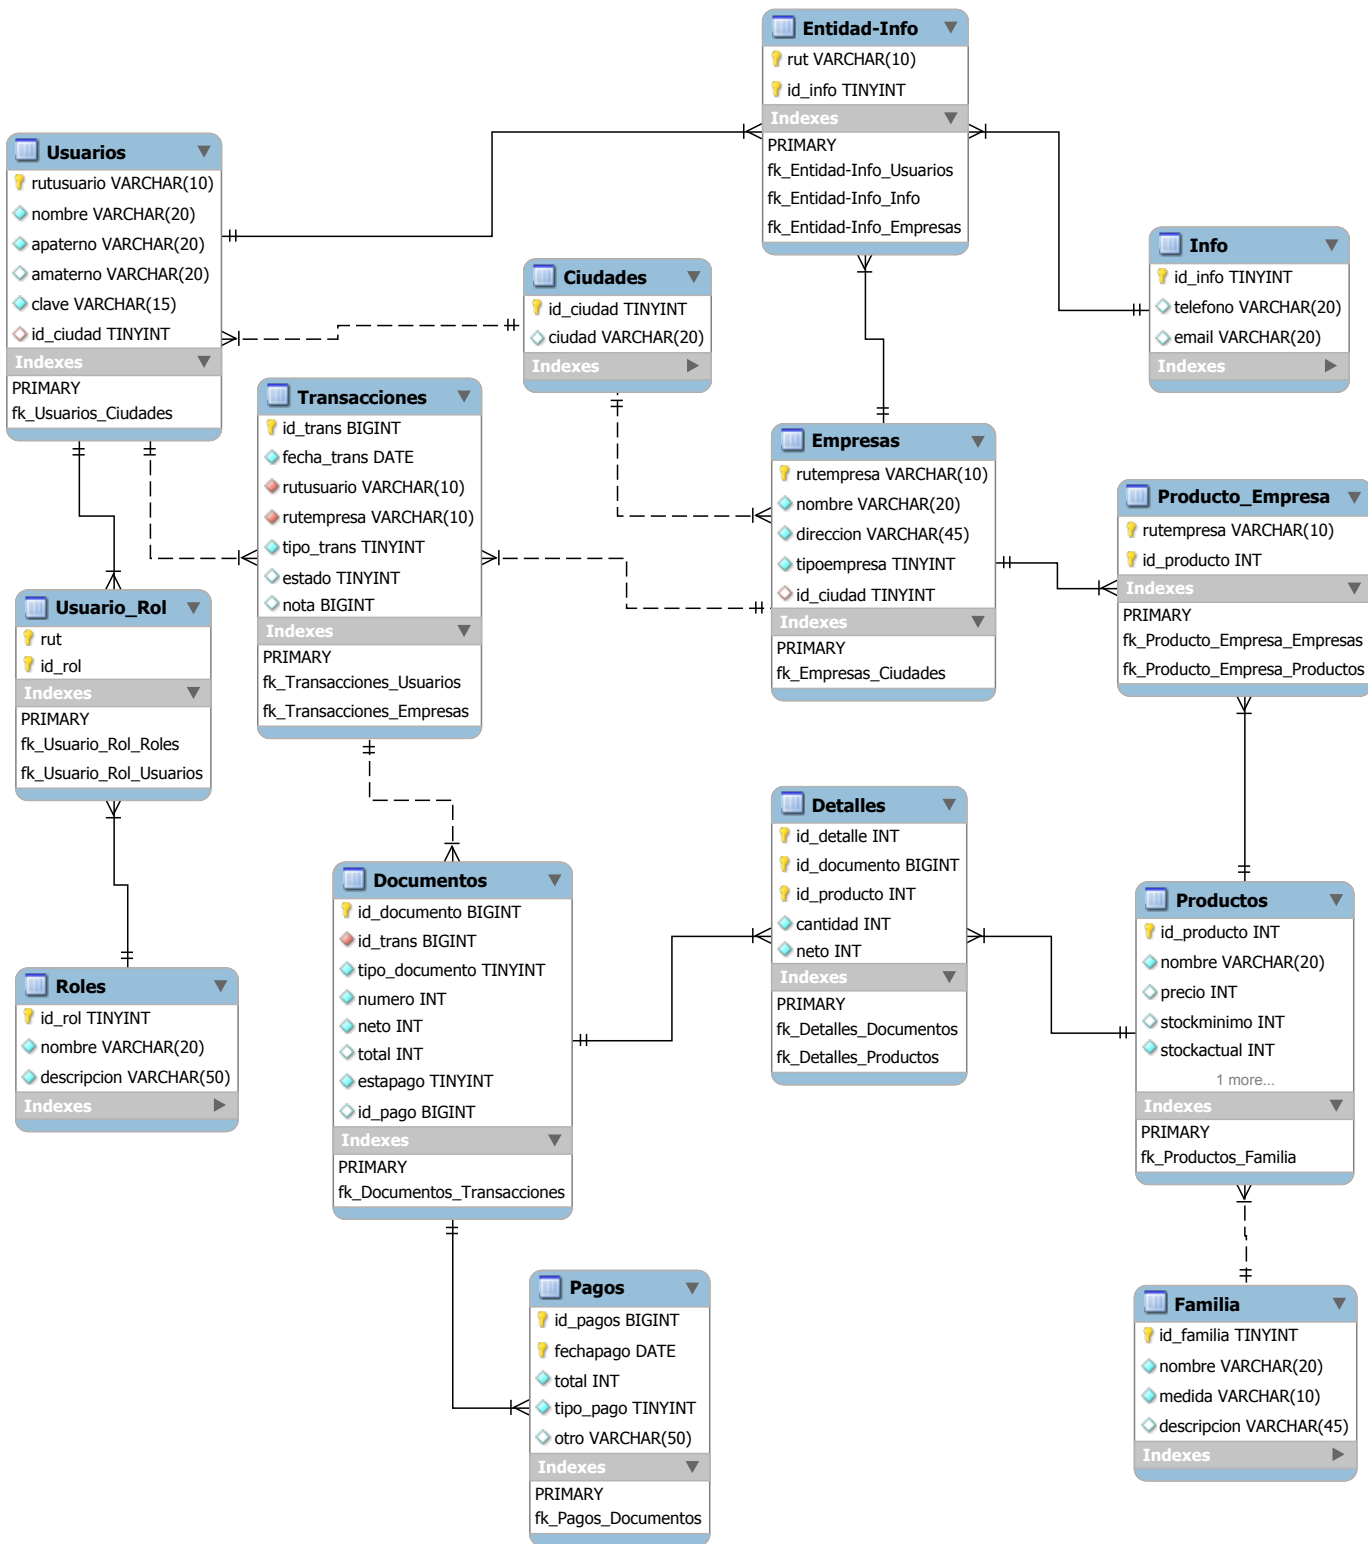 Entidad-Info
rut VARCHAR(10)
id_info TINYINT
Indexes
PRIMARY
fk_Entidad-Info_Usuarios
fk_Entidad-Info_Info
fk_Entidad-Info_Empresas
Usuarios
rutusuario VARCHAR(10)
nombre VARCHAR(20)
apaterno VARCHAR(20)
amaterno VARCHAR(20)
clave VARCHAR(15)
id_ciudad TINYINT
Indexes
PRIMARY
fk_Usuarios_Ciudades
Ciudades
id_ciudad TINYINT
ciudad VARCHAR(20)
Indexes
Info
id_info TINYINT
telefono VARCHAR(20)
email VARCHAR(20)
Indexes
Transacciones
id_trans BIGINT
fecha_trans DATE
rutusuario VARCHAR(10)
rutempresa VARCHAR(10)
tipo_trans TINYINT
estado TINYINT
nota BIGINT
Indexes
PRIMARY
fk_Transacciones_Usuarios
fk_Transacciones_Empresas
Empresas
rutempresa VARCHAR(10)
nombre VARCHAR(20)
direccion VARCHAR(45)
tipoempresa TINYINT
id_ciudad TINYINT
Indexes
PRIMARY
fk_Empresas_Ciudades
Producto_Empresa
rutempresa VARCHAR(10)
id_producto INT
Indexes
PRIMARY
fk_Producto_Empresa_Empresas
fk_Producto_Empresa_Productos
Usuario_Rol
rut
id_rol
Indexes
PRIMARY
fk_Usuario_Rol_Roles
fk_Usuario_Rol_Usuarios
Detalles
id_detalle INT
id_documento BIGINT
id_producto INT
cantidad INT
neto INT
Indexes
PRIMARY
fk_Detalles_Documentos
fk_Detalles_Productos
Documentos
id_documento BIGINT
id_trans BIGINT
tipo_documento TINYINT
numero INT
neto INT
total INT
estapago TINYINT
id_pago BIGINT
Indexes
PRIMARY
fk_Documentos_Transacciones
Productos
id_producto INT
nombre VARCHAR(20)
precio INT
stockminimo INT
stockactual INT
1 more...
Indexes
PRIMARY
fk_Productos_Familia
Roles
id_rol TINYINT
nombre VARCHAR(20)
descripcion VARCHAR(50)
Indexes
Pagos
id_pagos BIGINT
fechapago DATE
total INT
tipo_pago TINYINT
otro VARCHAR(50)
Indexes
PRIMARY
fk_Pagos_Documentos
Familia
id_familia TINYINT
nombre VARCHAR(20)
medida VARCHAR(10)
descripcion VARCHAR(45)
Indexes